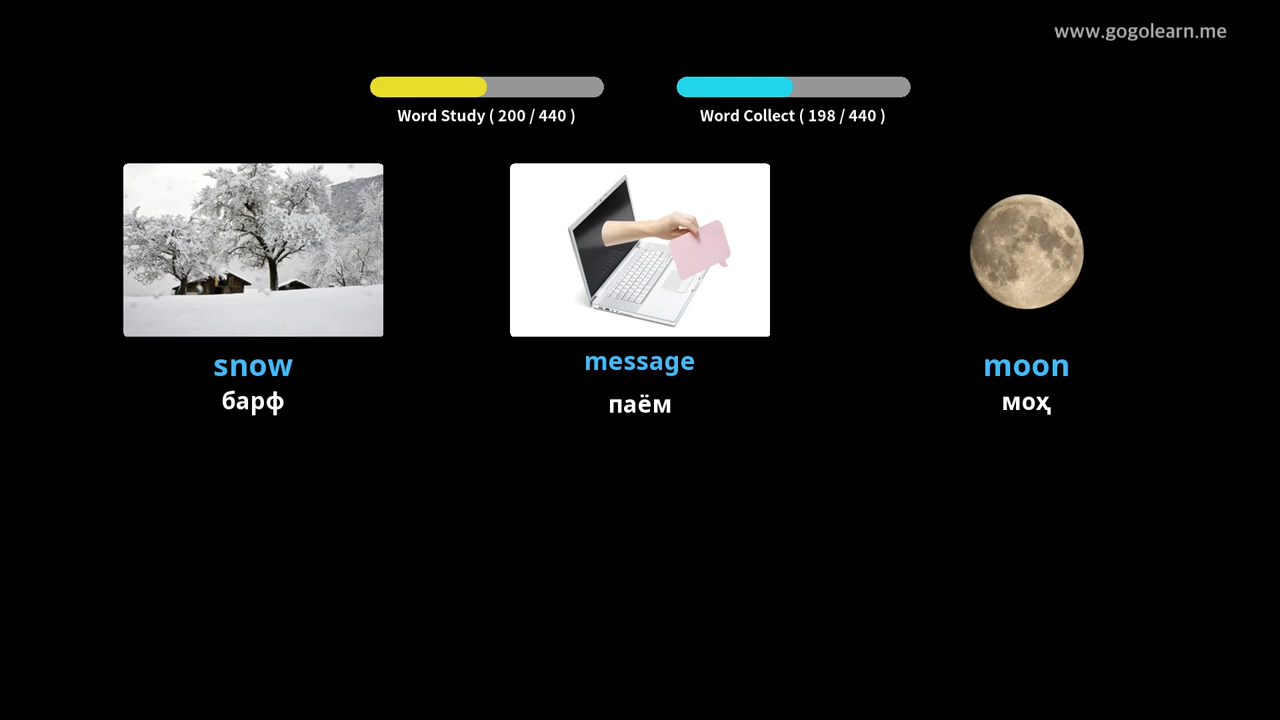 www.gogolearn.me
Word Study ( 200 / 440 )
Word Collect ( 198 / 440 )
snow
message
moon
барф
паём
моҳ